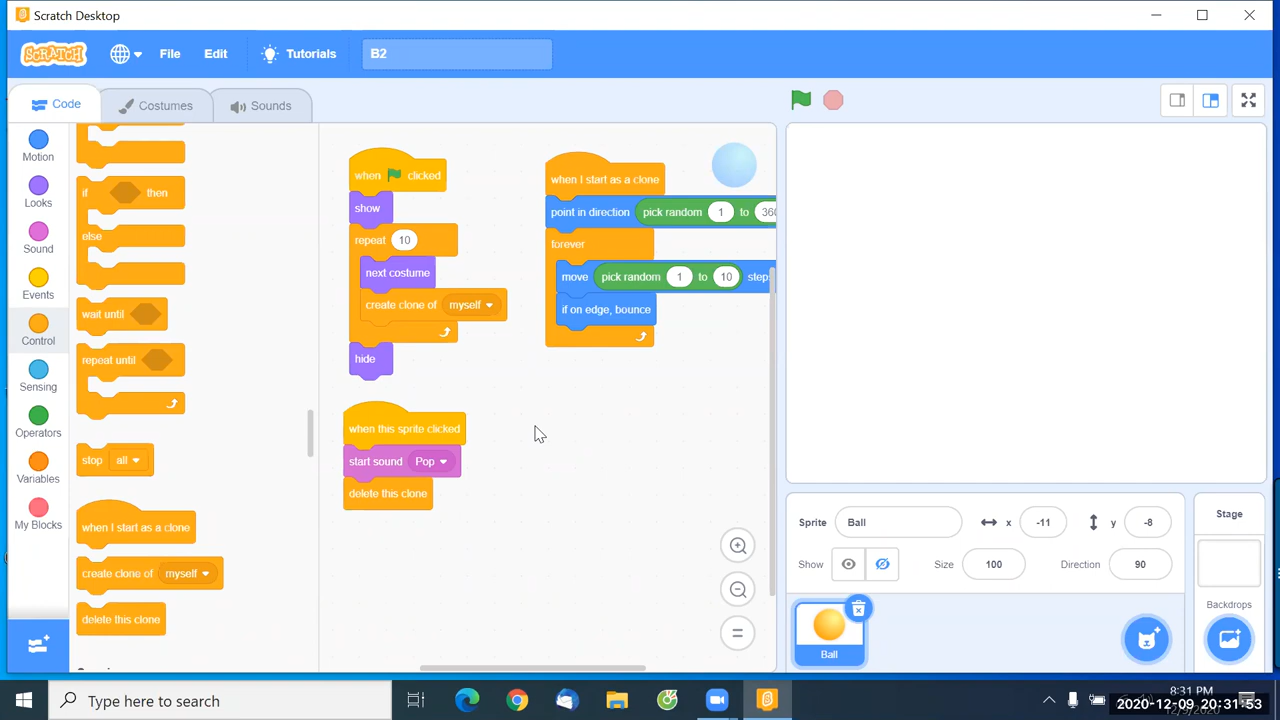 Scratch Desktop
SCRATCH
File
Edit
Tutorials
B2
Code
Costumes
Sounds
Motion
Looks
Sound
Events
Control
Sensing
Operators
Variables
My Blocks
if then
else
wait until
repeat until
stop all
when I start as a clone
create clone of myself
delete this clone
when clicked
show
repeat 10
next costume
create clone of myself
hide
when this sprite clicked
start sound Pop
delete this clone
when I start as a clone
point in direction pick random 1 to 360
forever
move pick random 1 to 10 steps
if on edge, bounce
Sprite Ball x -11 y -8
Show Size 100 Direction 90
Ball
Stage
Backdrops
Type here to search
8:31 PM
2020-12-09 20:31:53